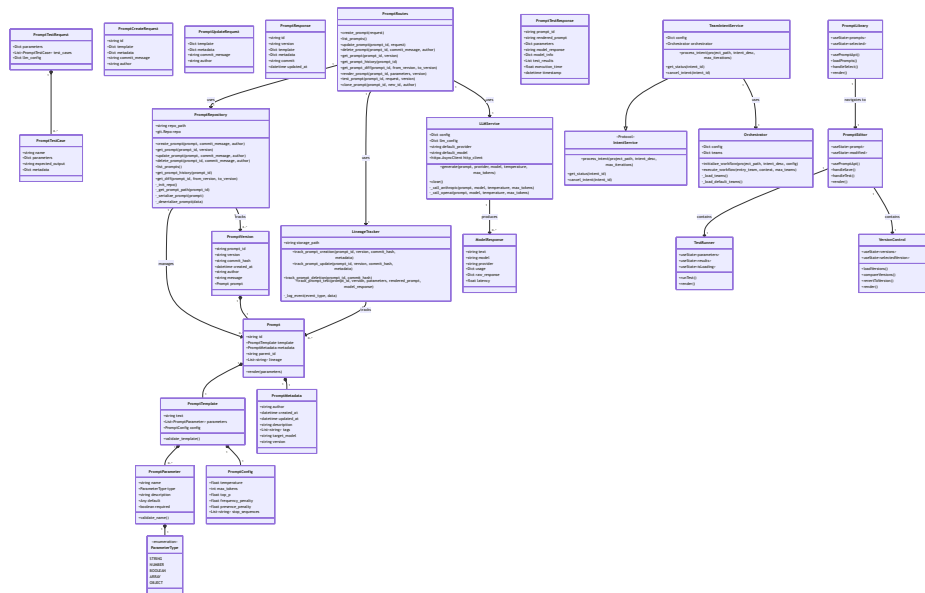 PromptTestRequest
+Dict parameters
+List~PromptTestCase~ test_cases
+Dict llm_config
PromptCreateRequest
+string id
+Dict template
+Dict metadata
+string commit_message
+string author
PromptUpdateRequest
+Dict template
+Dict metadata
+string commit_message
+string author
PromptResponse
+string id
+string version
+Dict template
+Dict metadata
+string commit
+datetime updated_at
PromptRoutes
+create_prompt(request)
+list_prompts()
+update_prompt(prompt_id, request)
+delete_prompt(prompt_id, commit_message, author)
+get_prompt(prompt_id, version)
+get_prompt_history(prompt_id)
+get_prompt_diff(prompt_id, from_version, to_version)
+render_prompt(prompt_id, parameters, version)
+test_prompt(prompt_id, request, version)
+clone_prompt(prompt_id, new_id, author)
PromptTestResponse
+string prompt_id
+string rendered_prompt
+Dict parameters
+string model_response
+Dict model_info
+List test_results
+float execution_time
+datetime timestamp
TeamIntentService
+Dict config
+Orchestrator orchestrator
+process_intent(project_path, intent_desc,
max_iterations)
+get_status(intent_id)
+cancel_intent(intent_id)
PromptLibrary
+useState~prompts~
+useState~selected~
+usePromptApi()
+loadPrompts()
+handleSelect()
+render()
uses
uses
uses
uses
navigates to
PromptTestCase
+string name
+Dict parameters
+string expected_output
+Dict metadata
PromptRepository
+string repo_path
+git.Repo repo
+create_prompt(prompt, commit_message, author)
+get_prompt(prompt_id, version)
+update_prompt(prompt, commit_message, author)
+delete_prompt(prompt_id, commit_message, author)
+list_prompts()
+get_prompt_history(prompt_id)
+get_diff(prompt_id, from_version, to_version)
-_init_repo()
-_get_prompt_path(prompt_id)
-_serialize_prompt(prompt)
-_deserialize_prompt(data)
LLMService
+Dict config
+Dict llm_config
+string default_provider
+string default_model
+httpx.AsyncClient http_client
+generate(prompt, provider, model, temperature,
max_tokens)
+close()
-_call_anthropic(prompt, model, temperature, max_tokens)
-_call_openai(prompt, model, temperature, max_tokens)
«Protocol»
IntentService
+process_intent(project_path, intent_desc,
max_iterations)
+get_status(intent_id)
+cancel_intent(intent_id)
Orchestrator
+Dict config
+Dict teams
+initialize_workflow(project_path, intent_desc, config)
+execute_workflow(entry_team, context, max_teams)
-_load_teams()
-_load_default_teams()
PromptEditor
+useState~prompt~
+useState~modified~
+usePromptApi()
+handleSave()
+handleTest()
+render()
manages
tracks
produces
contains
contains
PromptVersion
+string prompt_id
+string version
+string commit_hash
+datetime created_at
+string author
+string message
+Prompt prompt
LineageTracker
+string storage_path
+track_prompt_creation(prompt_id, version, commit_hash,
metadata)
+track_prompt_update(prompt_id, version, commit_hash,
metadata)
+track_prompt_deletion(prompt_id, commit_hash)
+track_prompt_test(prompt_id, version, parameters, rendered_prompt,
model_response)
-_log_event(event_type, data)
ModelResponse
+string text
+string model
+string provider
+Dict usage
+Dict raw_response
+float latency
TestRunner
+useState~parameters~
+useState~results~
+useState~isLoading~
+runTest()
+render()
VersionControl
+useState~versions~
+useState~selectedVersion~
+loadVersions()
+compareVersions()
+revertToVersion()
+render()
tracks
Prompt
+string id
+PromptTemplate template
+PromptMetadata metadata
+string parent_id
+List~string~ lineage
+render(parameters)
PromptTemplate
+string text
+List~PromptParameter~ parameters
+PromptConfig config
+validate_template()
PromptMetadata
+string author
+datetime created_at
+datetime updated_at
+string description
+List~string~ tags
+string target_model
+string version
PromptParameter
+string name
+ParameterType type
+string description
+Any default
+boolean required
+validate_name()
PromptConfig
+float temperature
+int max_tokens
+float top_p
+float frequency_penalty
+float presence_penalty
+List~string~ stop_sequences
«enumeration»
ParameterType
STRING
NUMBER
BOOLEAN
ARRAY
OBJECT